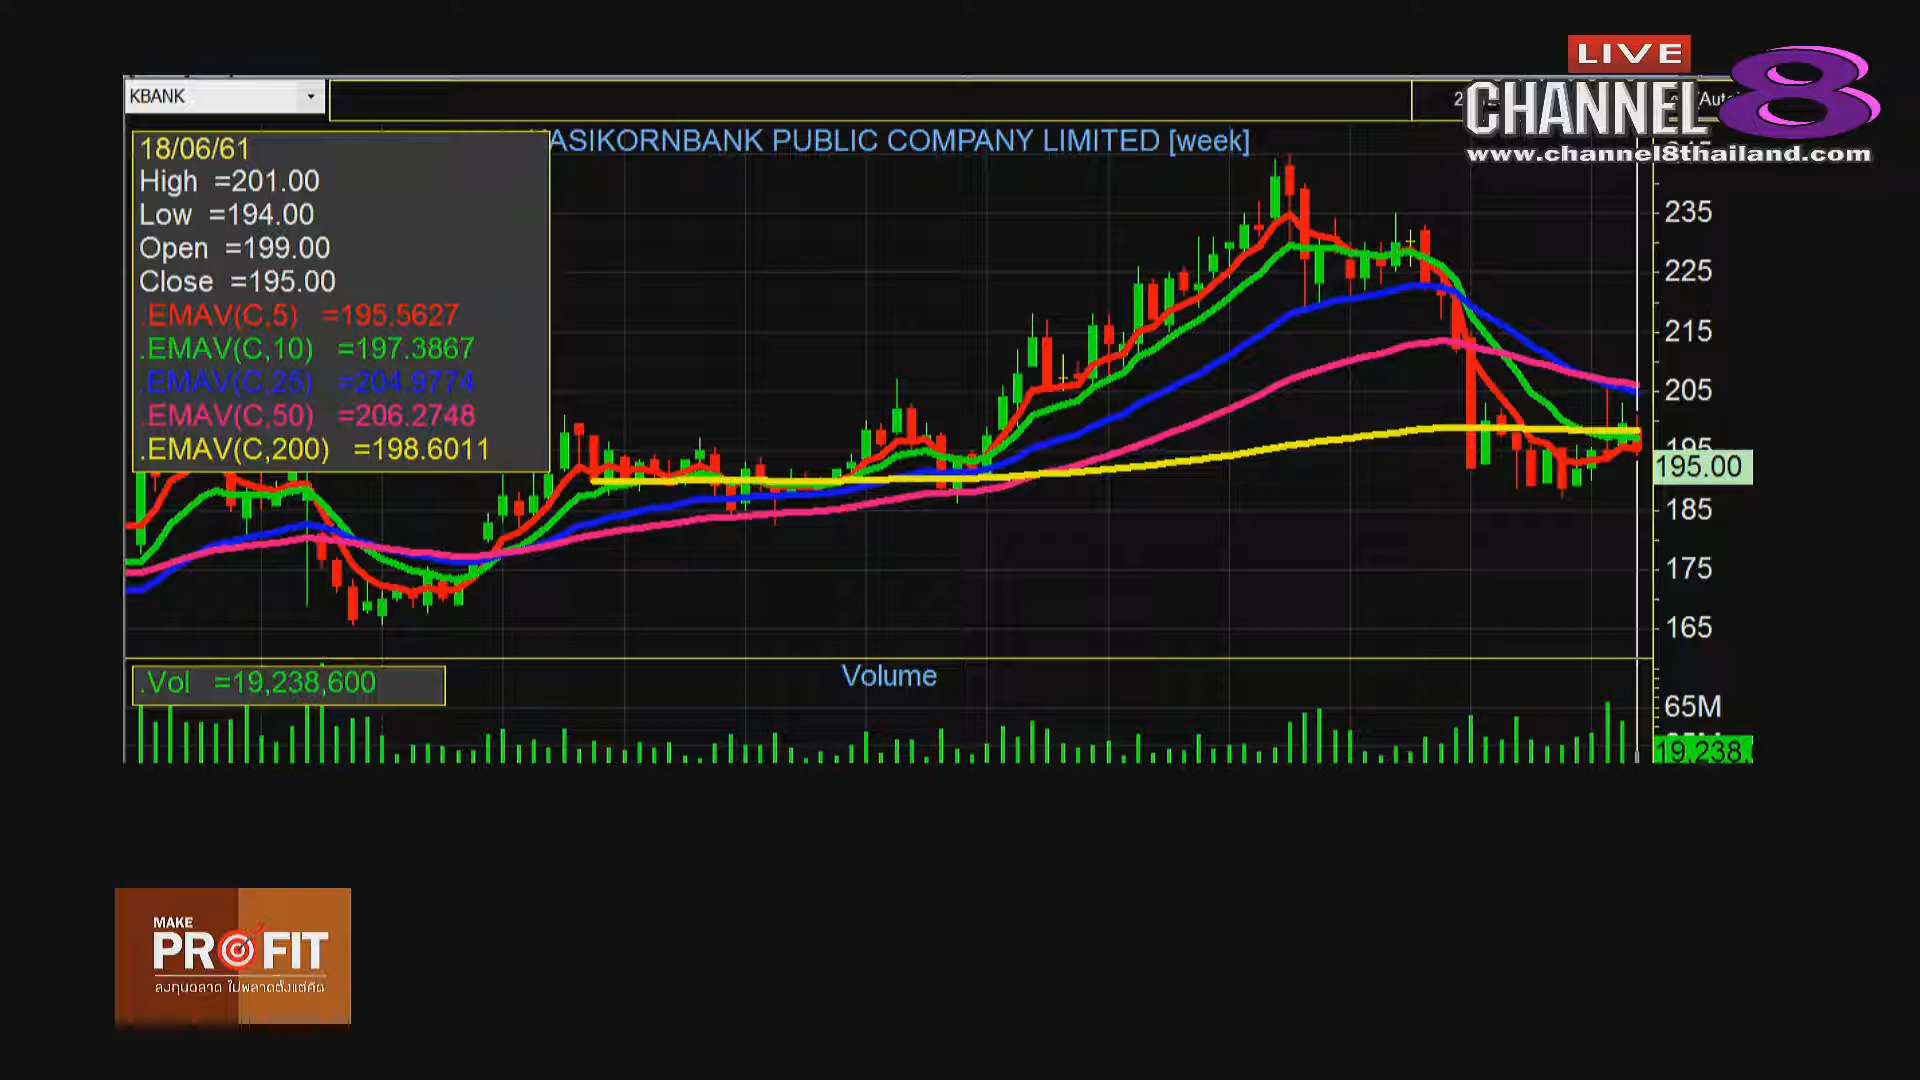 LIVE
CHANNEL 8
www.channel8thailand.com
KBANK
ASIKORNBANK PUBLIC COMPANY LIMITED [week]
18/06/61
High =201.00
Low =194.00
Open =199.00
Close =195.00
.EMAV(C,5) =195.5627
.EMAV(C,10) =197.3867
.EMAV(C,25) =204.9774
.EMAV(C,50) =206.2748
.EMAV(C,200) =198.6011
235
225
215
205
195
195.00
185
175
165
.Vol =19,238,600
Volume
65M
19,238.
MAKE
PROFIT
ลงทุนฉลาด ไม่พลาดตั้งแต่คิด